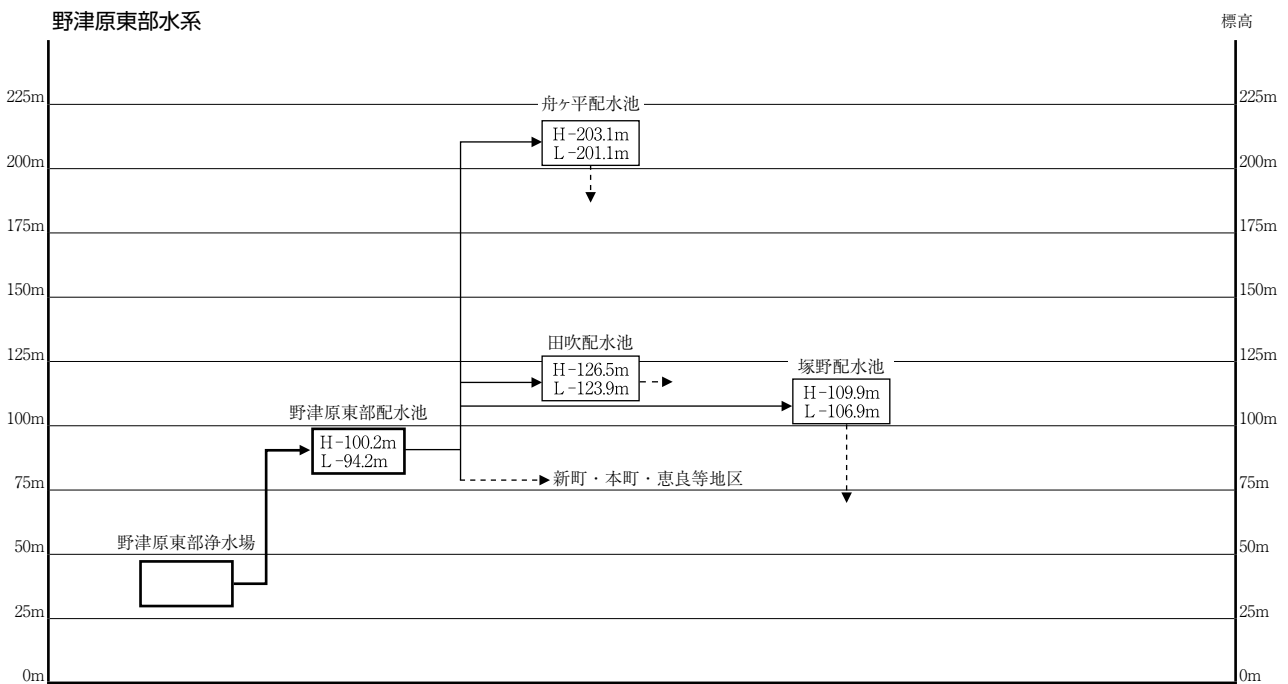 野津原東部水系
標高
225m
225m
舟ヶ平配水池
H-203.1m
L-201.1m
200m
200m
175m
175m
150m
150m
田吹配水池
H-126.5m
L-123.9m
125m
125m
塚野配水池
H-109.9m
L-106.9m
100m
100m
野津原東部配水池
H-100.2m
L-94.2m
新町・本町・恵良等地区
75m
75m
野津原東部浄水場
50m
50m
25m
25m
0m
0m